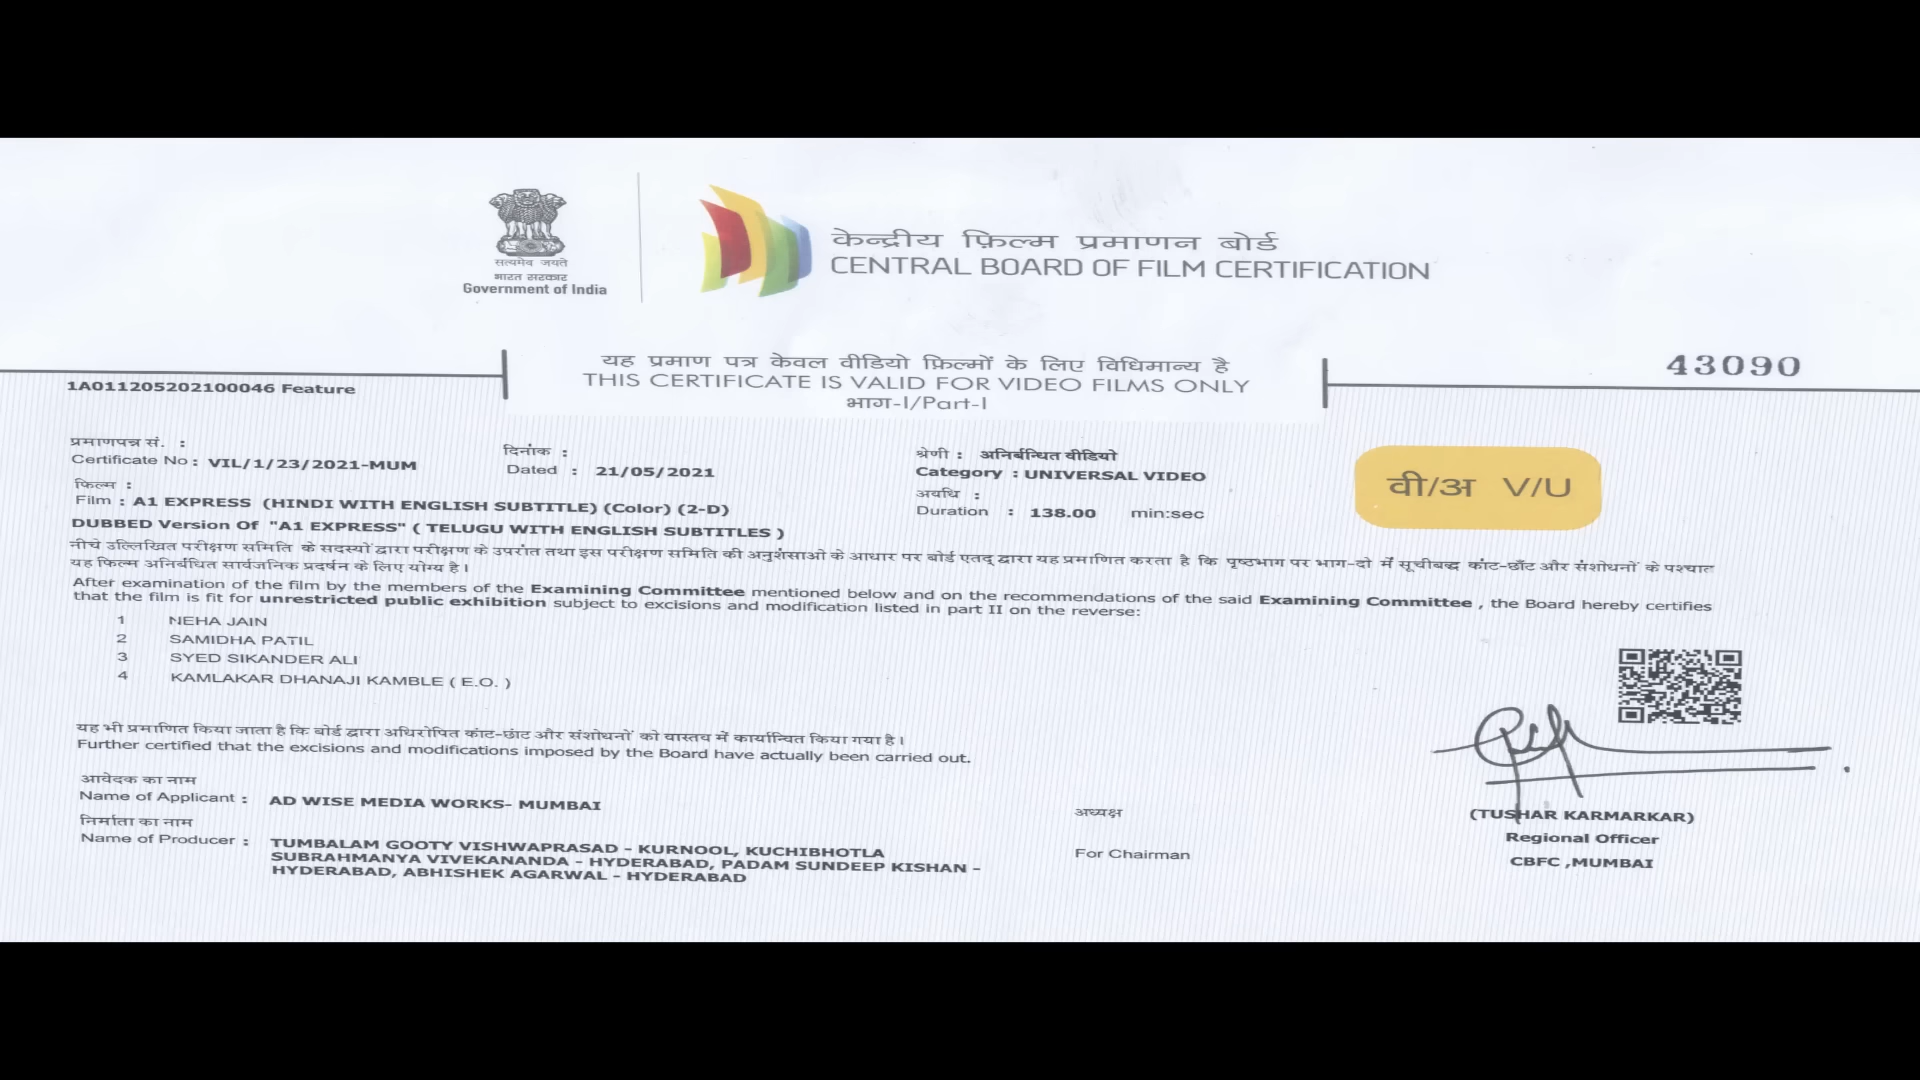 सत्यमेव जयते
भारत सरकार
Government of India
केन्द्रीय फ़िल्म प्रमाणन बोर्ड
CENTRAL BOARD OF FILM CERTIFICATION
यह प्रमाण पत्र केवल वीडियो फ़िल्मों के लिए विधिमान्य है
THIS CERTIFICATE IS VALID FOR VIDEO FILMS ONLY
भाग-I/Part-I
43090
1A011205202100046 Feature
प्रमाणपत्र सं. :
Certificate No : VIL/1/23/2021-MUM
दिनांक :
Dated : 21/05/2021
श्रेणी : अनिर्बन्धित वीडियो
Category : UNIVERSAL VIDEO
वी/अ V/U
फिल्म :
Film : A1 EXPRESS (HINDI WITH ENGLISH SUBTITLE) (Color) (2-D)
अवधि :
Duration : 138.00 min:sec
DUBBED Version Of "A1 EXPRESS" ( TELUGU WITH ENGLISH SUBTITLES )
नीचे उल्लिखित परीक्षण समिति के सदस्यों द्वारा परीक्षण के उपरांत तथा इस परीक्षण समिति की अनुशंसाओ के आधार पर बोर्ड एतद् द्वारा यह प्रमाणित करता है कि पृष्ठभाग पर भाग-दो में सूचीबद्ध कांट-छाँट और संशोधनो के पश्चात
यह फिल्म अनिर्बंधित सार्वजनिक प्रदर्षन के लिए योग्य है।
After examination of the film by the members of the Examining Committee mentioned below and on the recommendations of the said Examining Committee , the Board hereby certifies
that the film is fit for unrestricted public exhibition subject to excisions and modification listed in part II on the reverse:
1 NEHA JAIN
2 SAMIDHA PATIL
3 SYED SIKANDER ALI
4 KAMLAKAR DHANAJI KAMBLE ( E.O. )
यह भी प्रमाणित किया जाता है कि बोर्ड द्वारा अधिरोपित कांट-छांट और संशोधनों को वास्तव में कार्यान्वित किया गया है।
Further certified that the excisions and modifications imposed by the Board have actually been carried out.
आवेदक का नाम
Name of Applicant : AD WISE MEDIA WORKS- MUMBAI
निर्माता का नाम
Name of Producer : TUMBALAM GOOTY VISHWAPRASAD - KURNOOL, KUCHIBHOTLA
SUBRAHMANYA VIVEKANANDA - HYDERABAD, PADAM SUNDEEP KISHAN -
HYDERABAD, ABHISHEK AGARWAL - HYDERABAD
अध्यक्ष
For Chairman
(TUSHAR KARMARKAR)
Regional Officer
CBFC ,MUMBAI